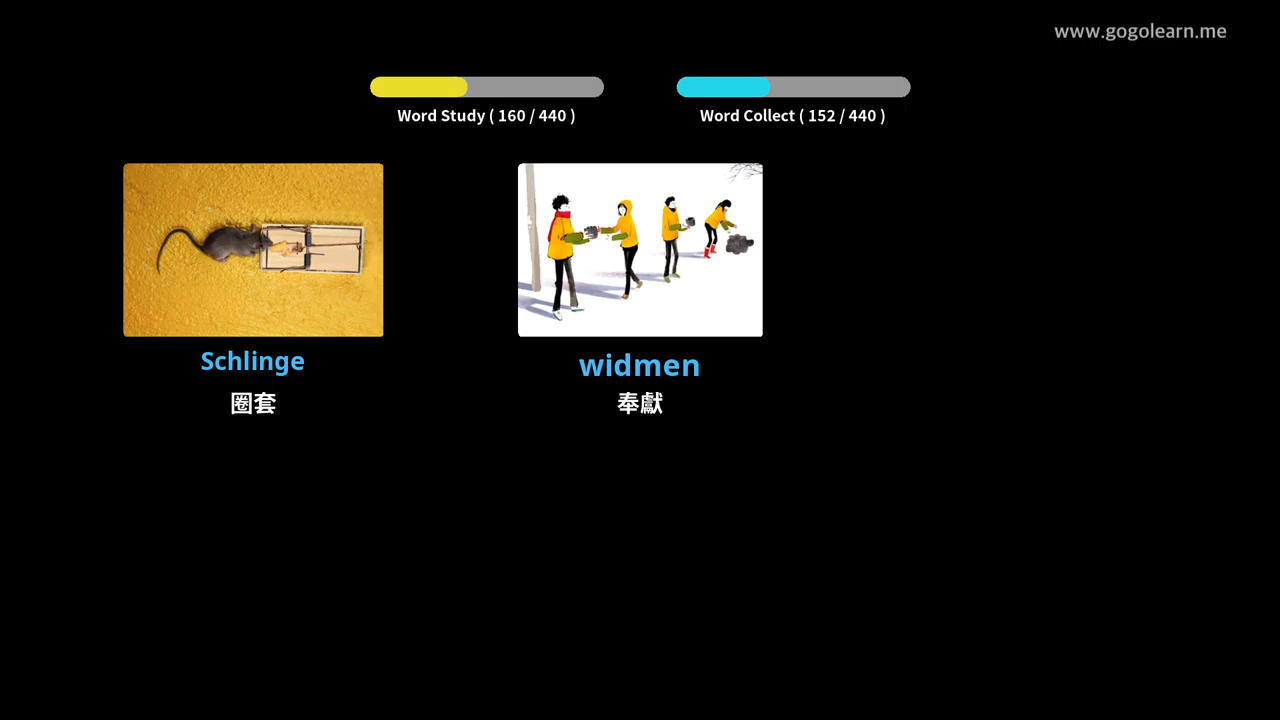 www.gogolearn.me
Word Study ( 160 / 440 )
Word Collect ( 152 / 440 )
Schlinge
圈套
widmen
奉獻